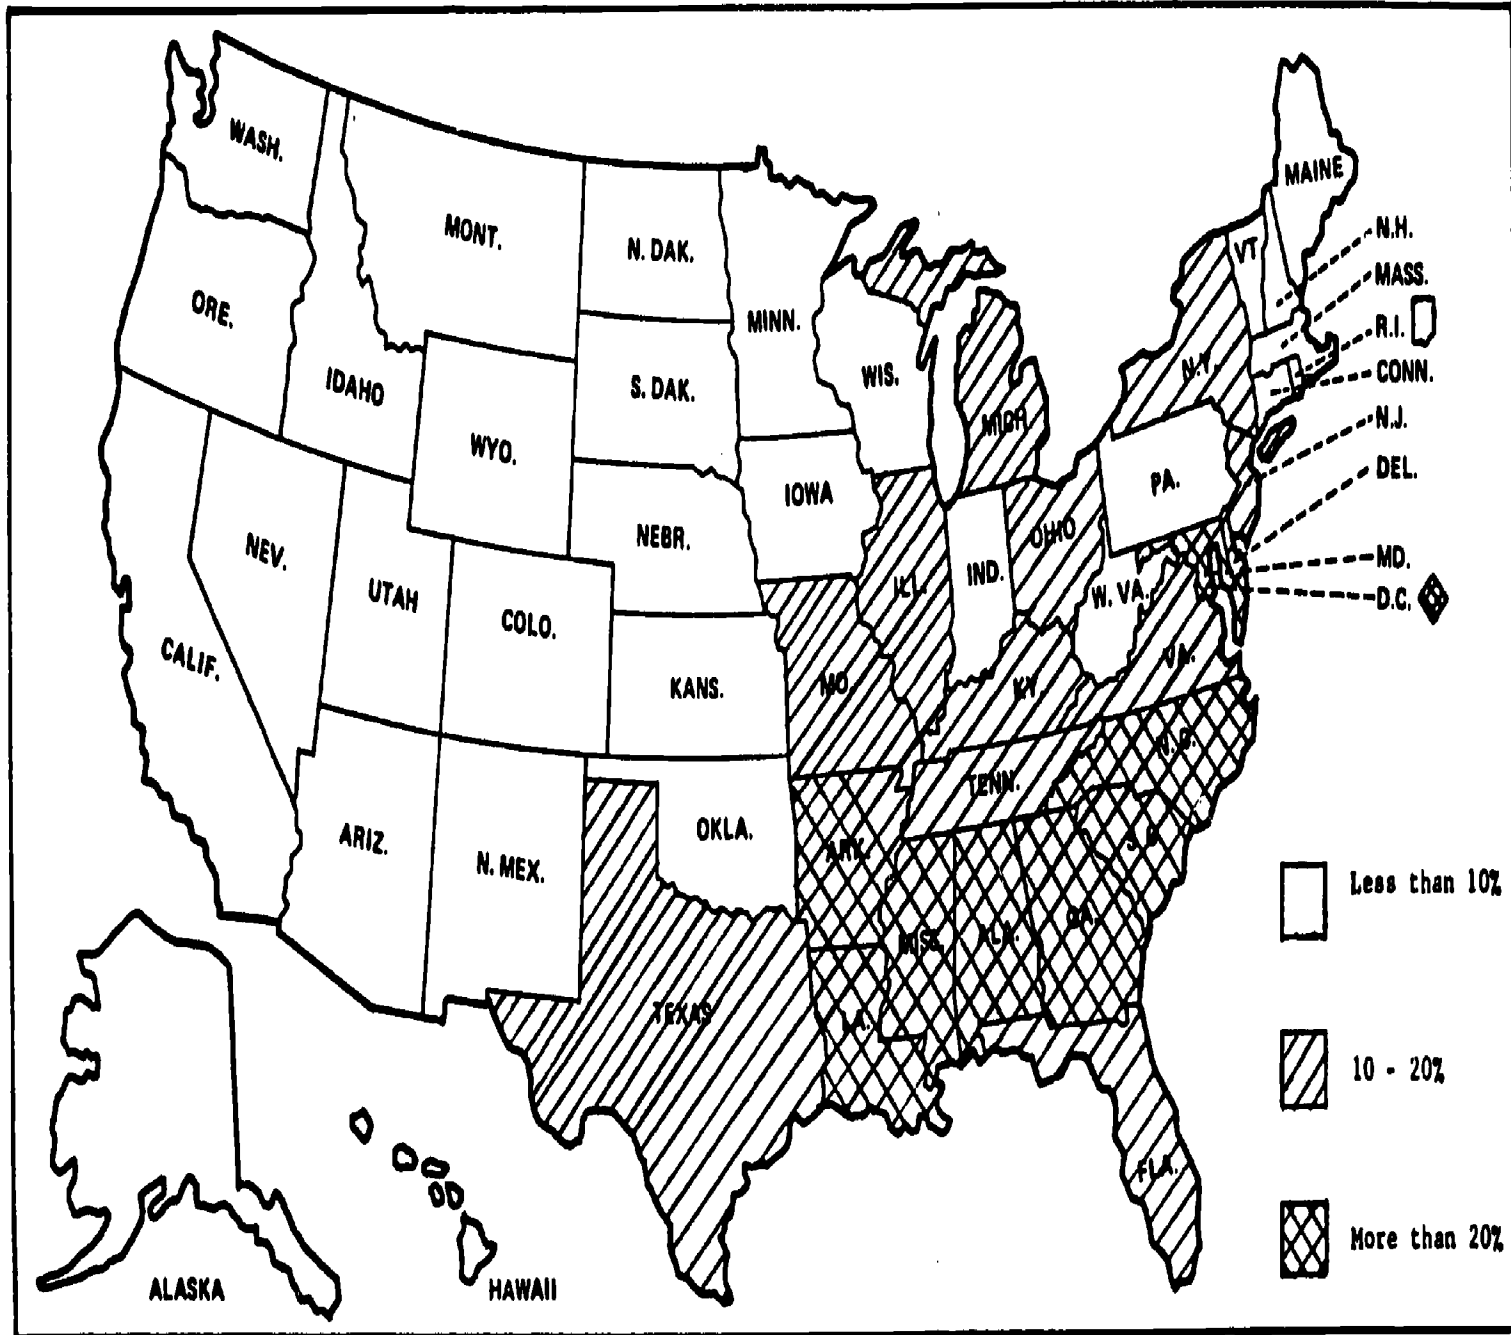 WASH.
MONT.
N. DAK.
MINN.
MAINE
VT
N.H.
MASS.
R.I.
CONN.
N.J.
DEL.
MD.
D.C.
ORE.
IDAHO
S. DAK.
WIS.
MICH
N.Y.
WYO.
IOWA
PA.
NEV.
NEBR.
ILL.
IND.
OHIO
UTAH
COLO.
W. VA.
CALIF.
KANS.
MO.
KY.
VA.
ARIZ.
N. MEX.
OKLA.
ARK.
TENN.
N.C.
S.C.
TEXAS
LA.
MISS.
ALA.
GA.
FLA.
ALASKA
HAWAII
Less than 10%
10 - 20%
More than 20%